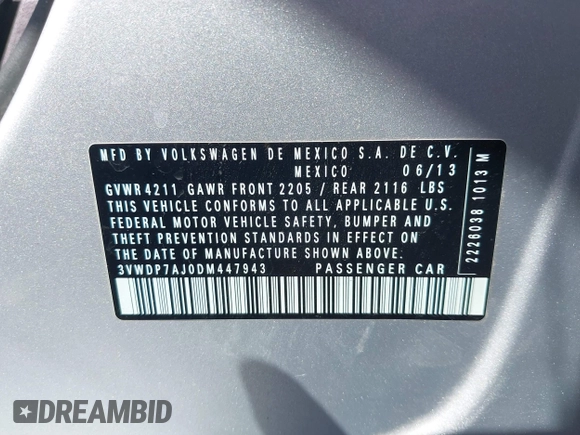 MFD BY VOLKSWAGEN DE MEXICO S.A. DE C.V.
MEXICO 06/13
GVWR 4211 GAWR FRONT 2205 / REAR 2116 LBS
THIS VEHICLE CONFORMS TO ALL APPLICABLE U.S.
FEDERAL MOTOR VEHICLE SAFETY, BUMPER AND
THEFT PREVENTION STANDARDS IN EFFECT ON
THE DATE OF MANUFACTURE SHOWN ABOVE.
3VWDP7AJ0DM447943 PASSENGER CAR
2226038 1013 M
DREAMBID